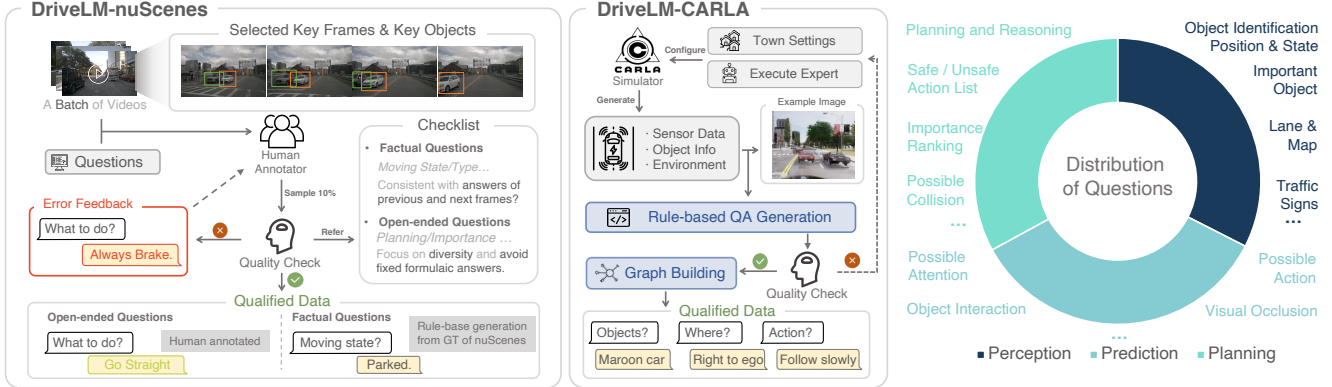 DriveLM-nuScenes
Selected Key Frames & Key Objects
A Batch of Videos
Questions
Human
Annotator
Sample 10%
Checklist
• Factual Questions
Moving State/Type…
Consistent with answers of
previous and next frames?
• Open-ended Questions
Planning/Importance …
Focus on diversity and avoid
fixed formulaic answers.
Error Feedback
What to do?
Always Brake.
Quality Check
Refer
Qualified Data
Open-ended Questions
What to do?
Human annotated
Go Straight
Factual Questions
Moving state?
Rule-base generation
from GT of nuScenes
Parked.
DriveLM-CARLA
CARLA
Simulator
Configure
Town Settings
Execute Expert
Generate
· Sensor Data
· Object Info
· Environment
Example Image
Rule-based QA Generation
Graph Building
Quality Check
Qualified Data
Objects?
Where?
Action?
Maroon car
Right to ego
Follow slowly
Planning and Reasoning
Safe / Unsafe
Action List
Importance
Ranking
Possible
Collision
…
Possible
Attention
Object Interaction
Distribution
of Questions
Object Identification
Position & State
Important
Object
Lane &
Map
Traffic
Signs
…
Possible
Action
Visual Occlusion
…
Perception
Prediction
Planning